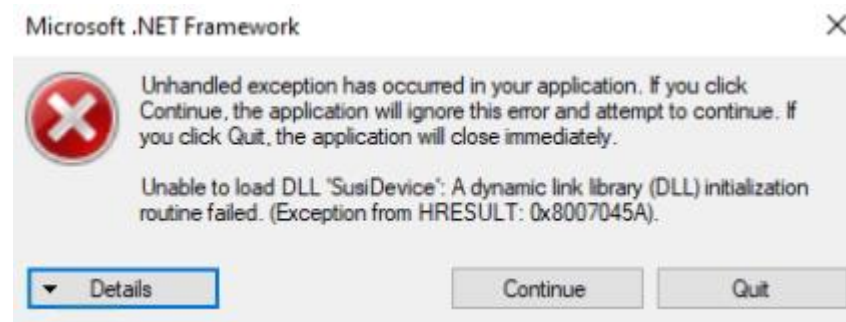 Microsoft .NET Framework
Unhandled exception has occurred in your application. If you click
Continue, the application will ignore this error and attempt to continue. If
you click Quit, the application will close immediately.
Unable to load DLL 'SusiDevice': A dynamic link library (DLL) initialization
routine failed. (Exception from HRESULT: 0x8007045A).
Details
Continue
Quit